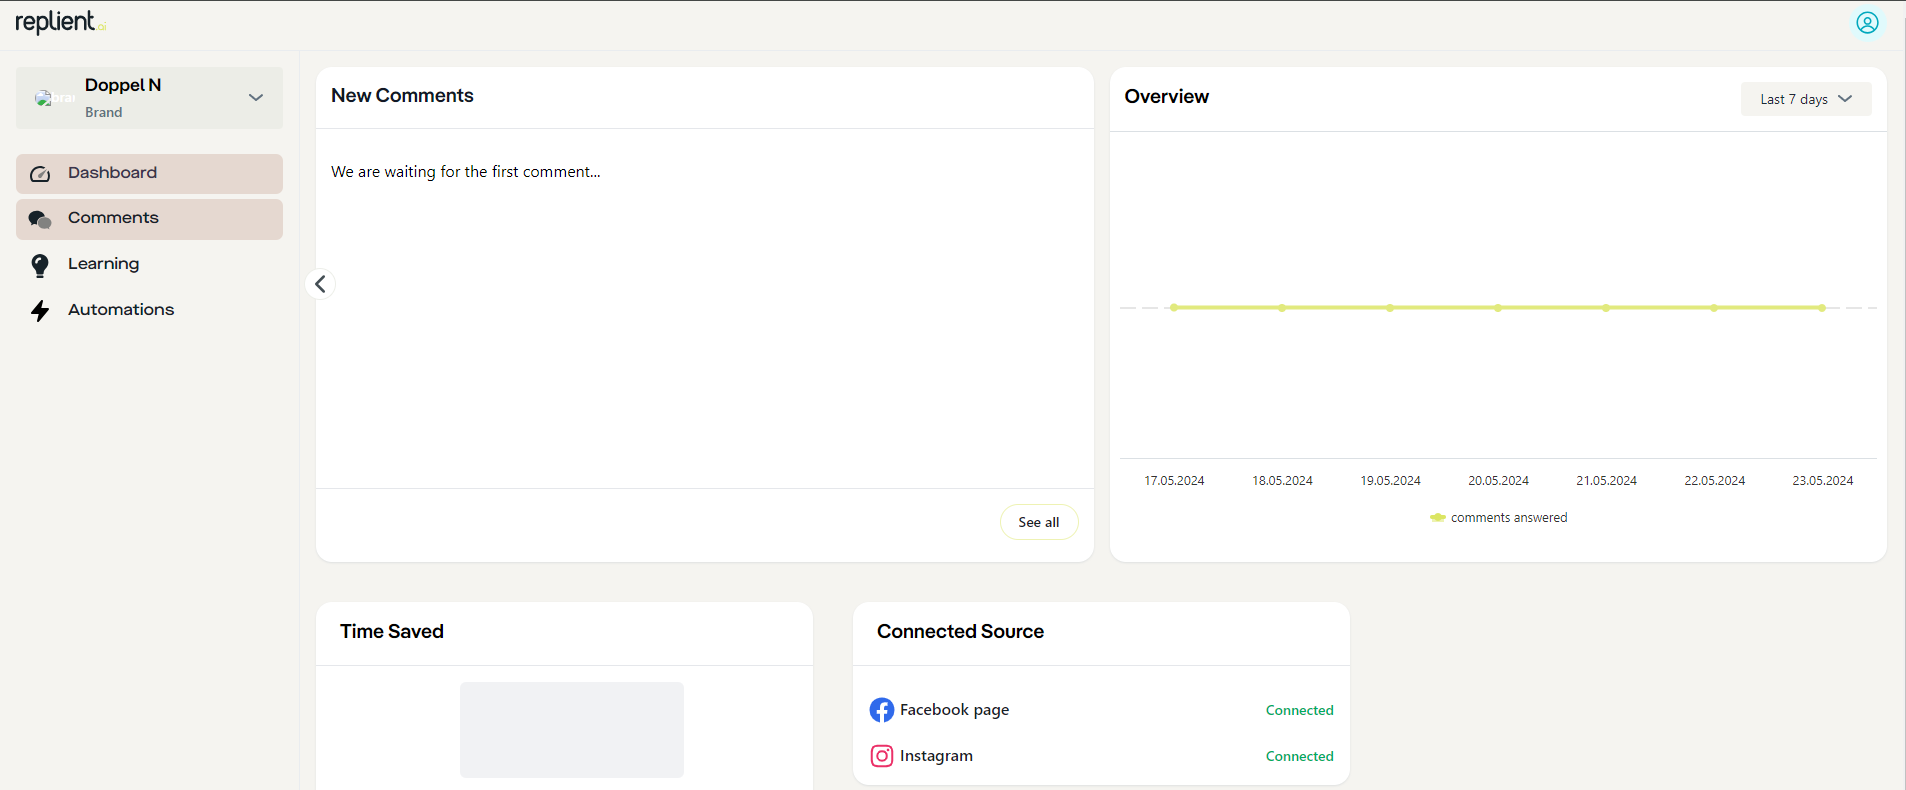 replient.ai
Doppel N
Brand
Dashboard
Comments
Learning
Automations
New Comments
We are waiting for the first comment...
See all
Overview
Last 7 days
17.05.2024 18.05.2024 19.05.2024 20.05.2024 21.05.2024 22.05.2024 23.05.2024
comments answered
Time Saved
Connected Source
Facebook page Connected
Instagram Connected